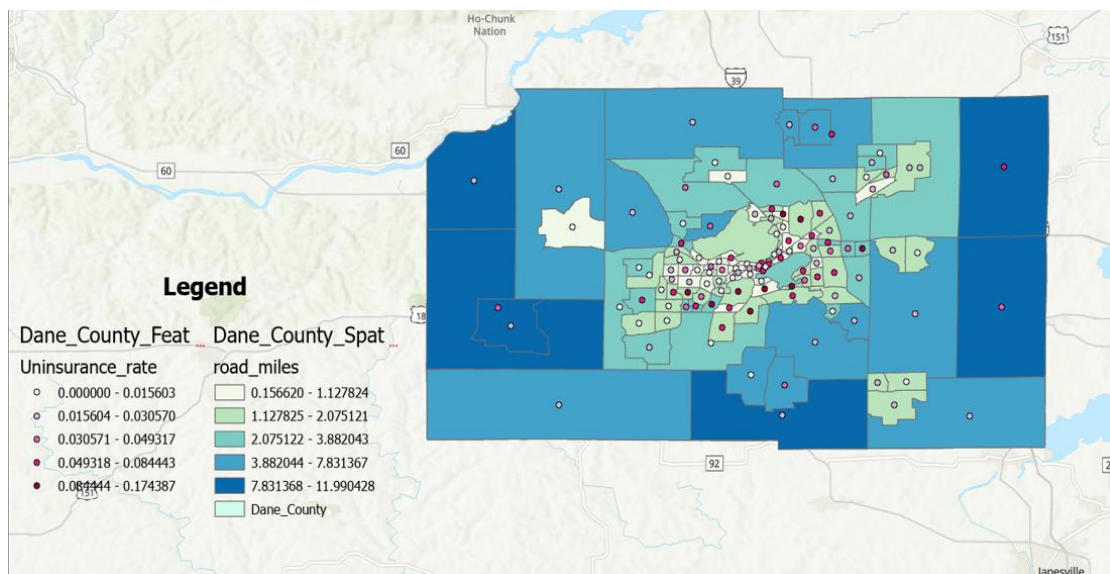 Ho-Chunk
Nation
151
39
60
60
18
Legend
Dane_County_Feat ...
Uninsurance_rate
0.000000 - 0.015603
0.015604 - 0.030570
0.030571 - 0.049317
0.049318 - 0.084443
0.084444 - 0.174387
151
Dane_County_Spat ...
road_miles
0.156620 - 1.127824
1.127825 - 2.075121
2.075122 - 3.882043
3.882044 - 7.831367
7.831368 - 11.990428
Dane_County
92
2
Janesville